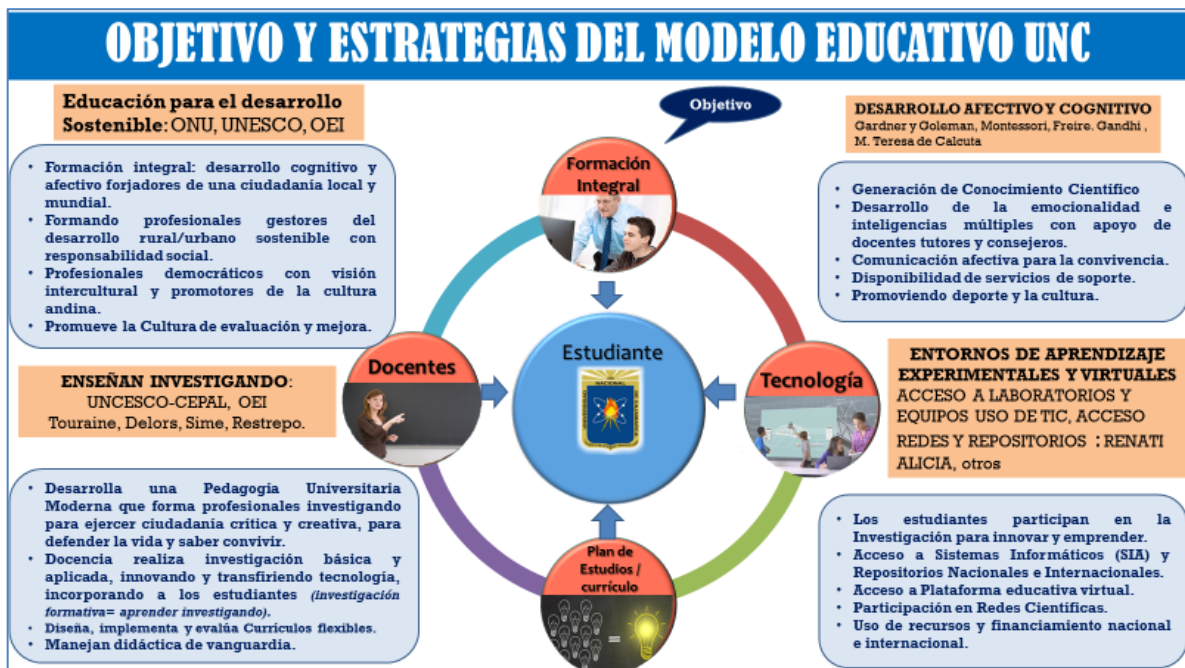 OBJETIVO Y ESTRATEGIAS DEL MODELO EDUCATIVO UNC
Educación para el desarrollo
Sostenible: ONU, UNESCO, OEI
• Formación integral: desarrollo cognitivo y
afectivo forjadores de una ciudadanía local y
mundial.
• Formando profesionales gestores del
desarrollo rural/urbano sostenible con
responsabilidad social.
• Profesionales democráticos con visión
intercultural y promotores de la cultura
andina.
• Promueve la Cultura de evaluación y mejora.
Objetivo
Formación
Integral
DESARROLLO AFECTIVO Y COGNITIVO
Gardner y Goleman, Montessori, Freire. Gandhi ,
M. Teresa de Calcuta
• Generación de Conocimiento Científico
• Desarrollo de la emocionalidad e
inteligencias múltiples con apoyo de
docentes tutores y consejeros.
• Comunicación afectiva para la convivencia.
• Disponibilidad de servicios de soporte.
• Promoviendo deporte y la cultura.
ENSEÑAN INVESTIGANDO:
UNCESCO-CEPAL, OEI
Touraine, Delors, Sime, Restrepo.
Docentes
Estudiante
Tecnología
ENTORNOS DE APRENDIZAJE
EXPERIMENTALES Y VIRTUALES
ACCESO A LABORATORIOS Y
EQUIPOS USO DE TIC, ACCESO
REDES Y REPOSITORIOS : RENATI
ALICIA, otros
• Desarrolla una Pedagogía Universitaria
Moderna que forma profesionales investigando
para ejercer ciudadanía crítica y creativa, para
defender la vida y saber convivir.
• Docencia realiza investigación básica y
aplicada, innovando y transfiriendo tecnología,
incorporando a los estudiantes (investigación
formativa= aprender investigando).
• Diseña, implementa y evalúa Currículos flexibles.
• Manejan didáctica de vanguardia.
Plan de
Estudios /
currículo
=
• Los estudiantes participan en la
Investigación para innovar y emprender.
• Acceso a Sistemas Informáticos (SIA) y
Repositorios Nacionales e Internacionales.
• Acceso a Plataforma educativa virtual.
• Participación en Redes Científicas.
• Uso de recursos y financiamiento nacional
e internacional.